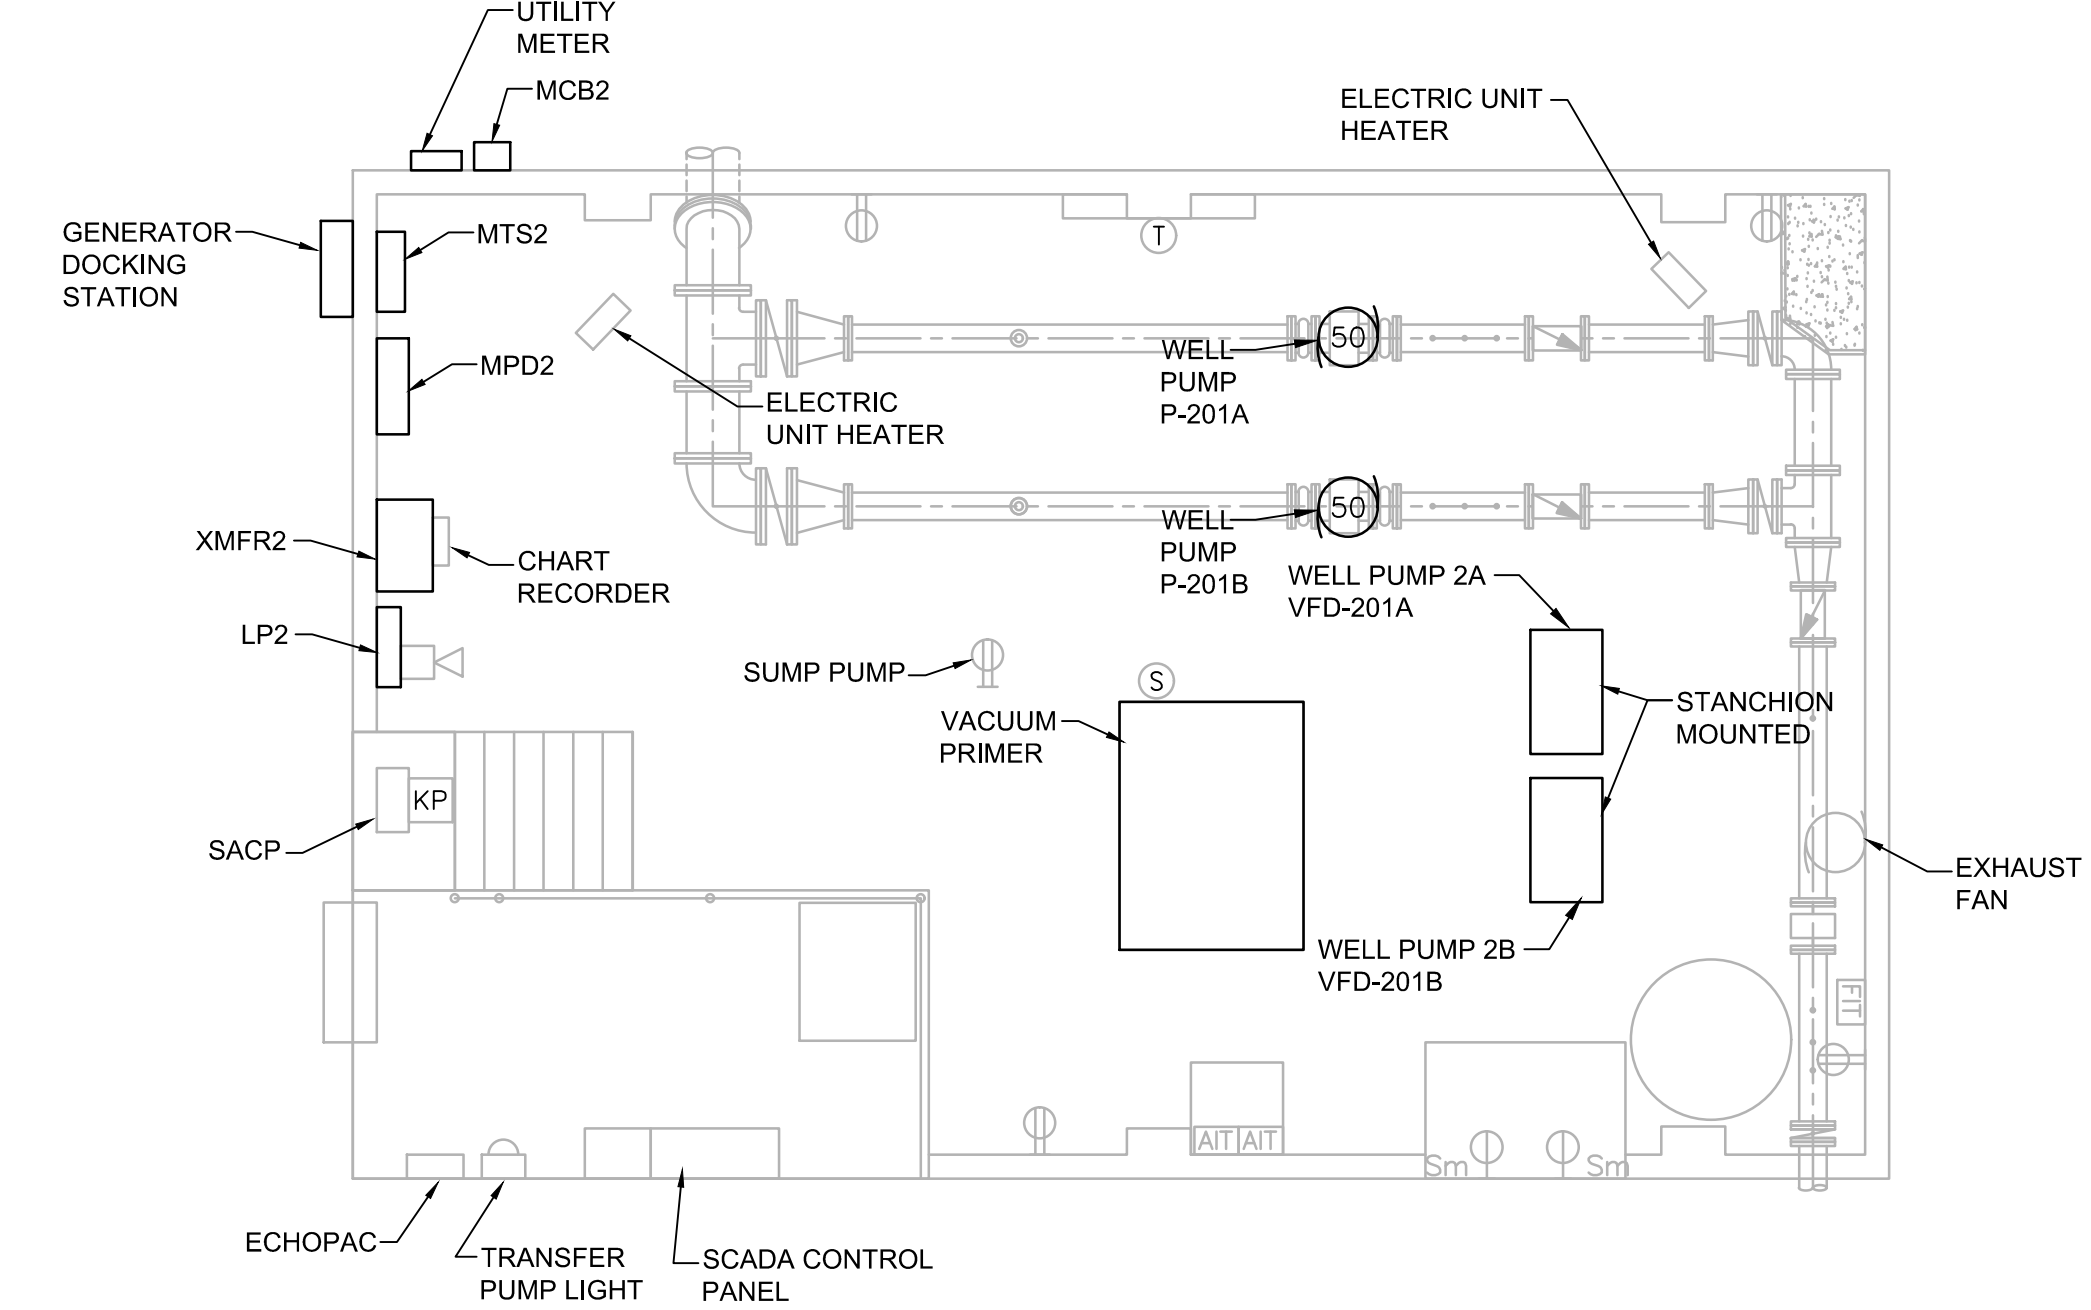 UTILITY
METER
MCB2
ELECTRIC UNIT
HEATER
GENERATOR
DOCKING
STATION
MTS2
T
50
WELL
PUMP
P-201A
MPD2
ELECTRIC
UNIT HEATER
50
WELL
PUMP
P-201B
XMFR2
CHART
RECORDER
WELL PUMP 2A
VFD-201A
LP2
SUMP PUMP
S
STANCHION
MOUNTED
VACUUM
PRIMER
KP
SACP
EXHAUST
FAN
WELL PUMP 2B
VFD-201B
FIT
AIT
AIT
Sm
Sm
ECHOPAC
TRANSFER
PUMP LIGHT
SCADA CONTROL
PANEL